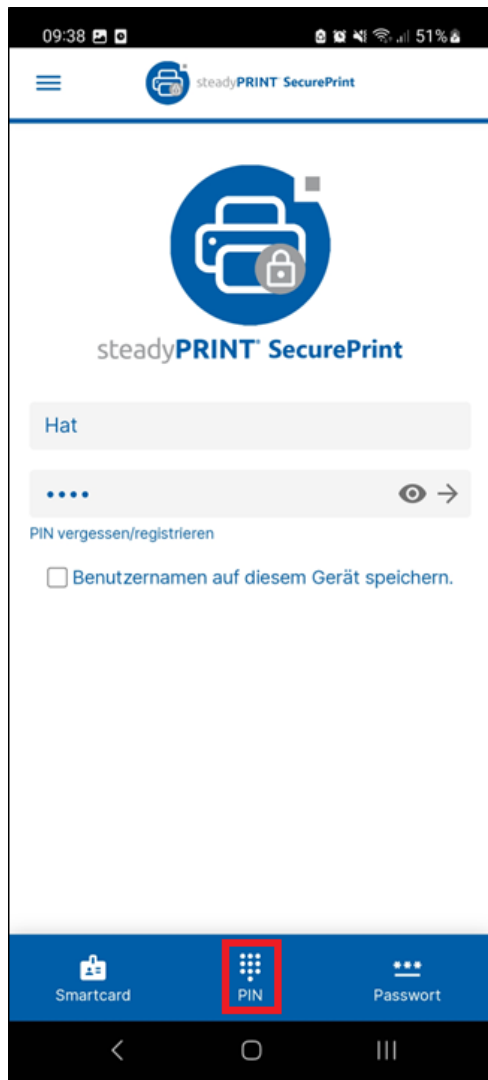 09:38 51%
steadyPRINT SecurePrint
steadyPRINT® SecurePrint
Hat
••••
PIN vergessen/registrieren
Benutzernamen auf diesem Gerät speichern.
Smartcard PIN Passwort